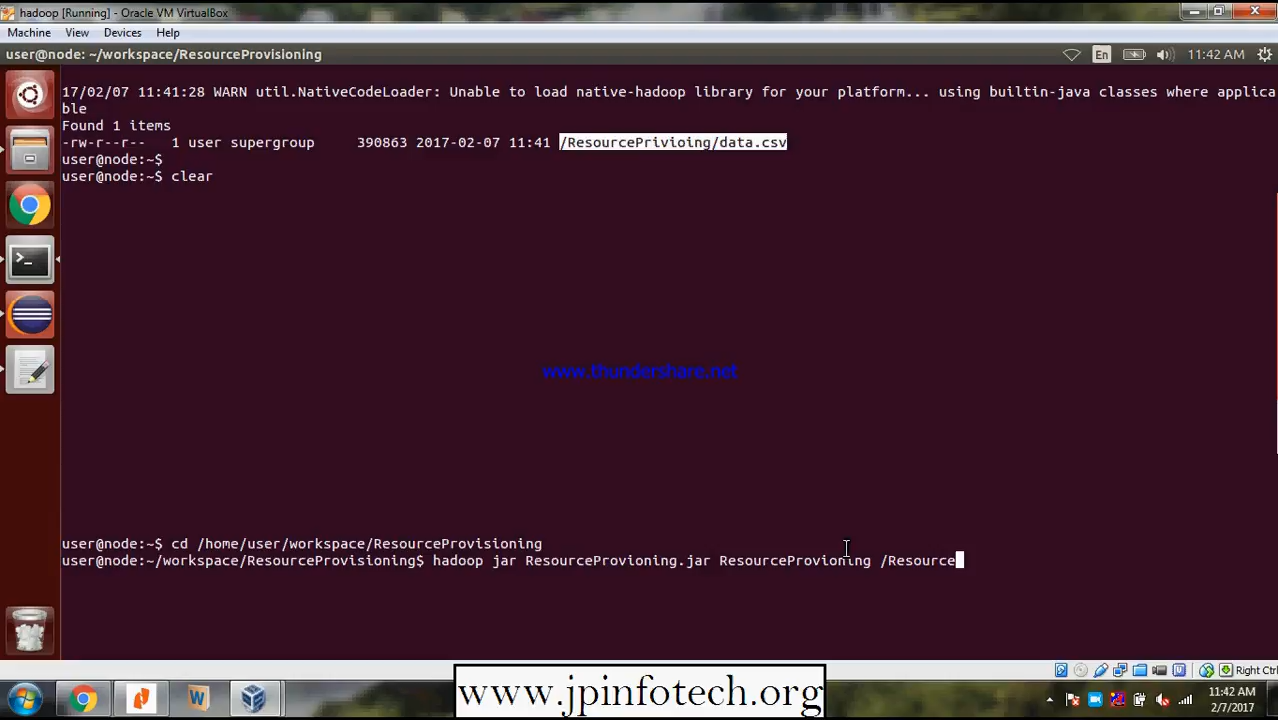 hadoop [Running] - Oracle VM VirtualBox
Machine View Devices Help
user@node: ~/workspace/ResourceProvisioning
En
11:42 AM
17/02/07 11:41:28 WARN util.NativeCodeLoader: Unable to load native-hadoop library for your platform... using builtin-java classes where applica
ble
Found 1 items
-rw-r--r-- 1 user supergroup 390863 2017-02-07 11:41 /ResourcePrivioing/data.csv
user@node:~$
user@node:~$ clear
www.thundershare.net
user@node:~$ cd /home/user/workspace/ResourceProvisioning
user@node:~/workspace/ResourceProvisioning$ hadoop jar ResourceProvioning.jar ResourceProvioning /Resource
Right Ctrl
www.jpinfotech.org
11:42 AM
2/7/2017